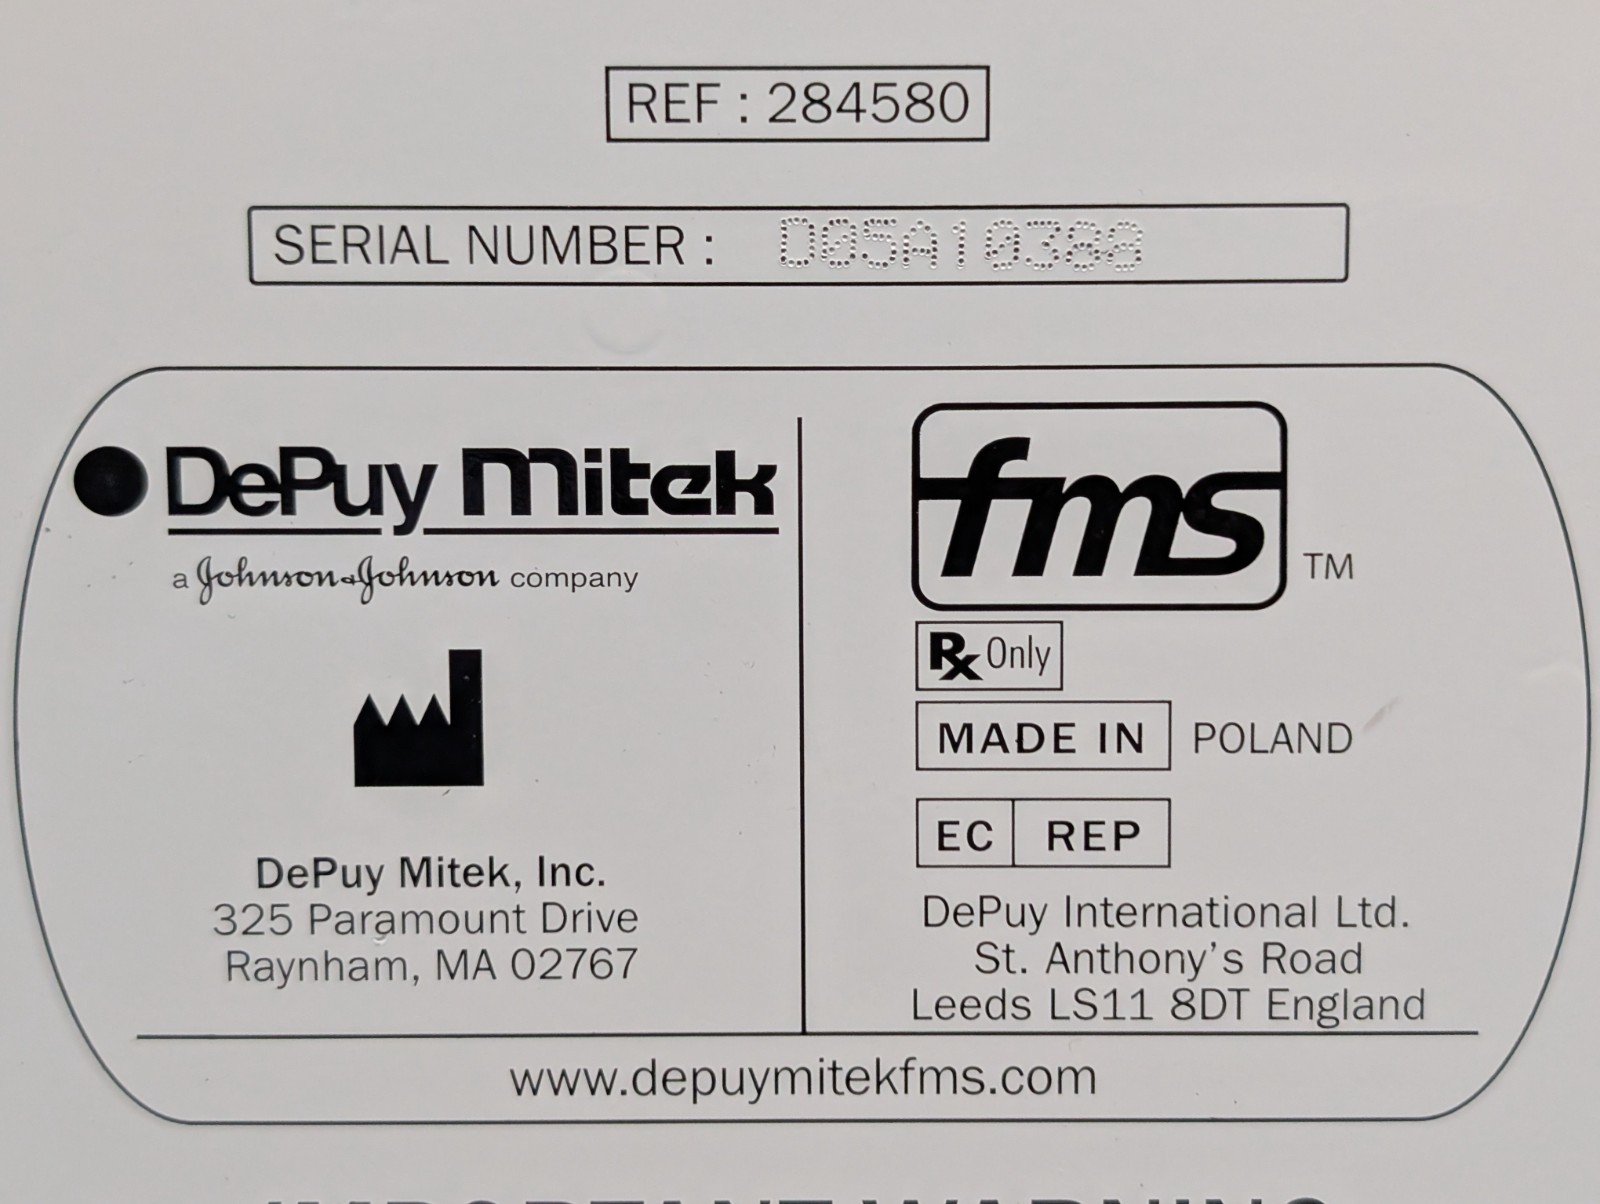 REF : 284580
SERIAL NUMBER : D05A10388
DePuy Mitek
a Johnson & Johnson company
DePuy Mitek, Inc.
325 Paramount Drive
Raynham, MA 02767
fms TM
Rx Only
MADE IN POLAND
EC REP
DePuy International Ltd.
St. Anthony's Road
Leeds LS11 8DT England
www.depuymitekfms.com
IMPORTANT WARNING